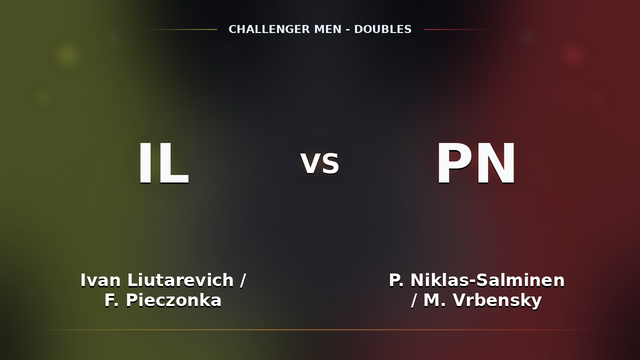 CHALLENGER MEN - DOUBLES
IL
VS
PN
Ivan Liutarevich /
F. Pieczonka
P. Niklas-Salminen
/ M. Vrbensky